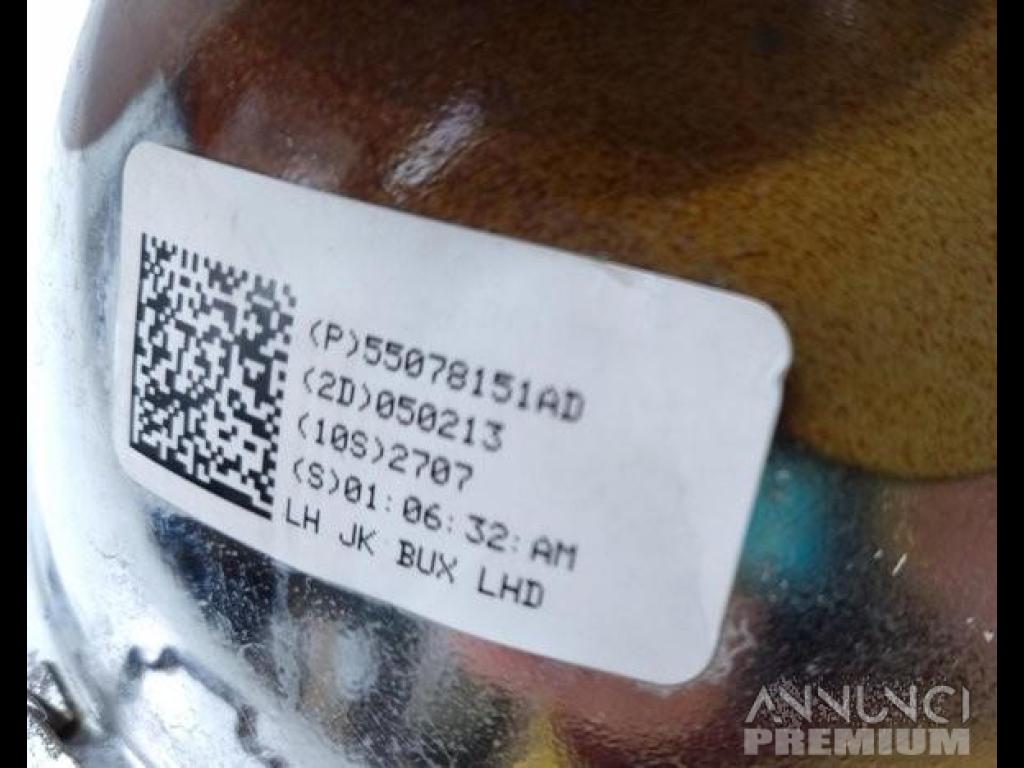 (P)55078151AD
(2D)050213
(10S)2707
(S)01:06:32:AM
LH JK BUX LHD
ANNUNCI
PREMIUM